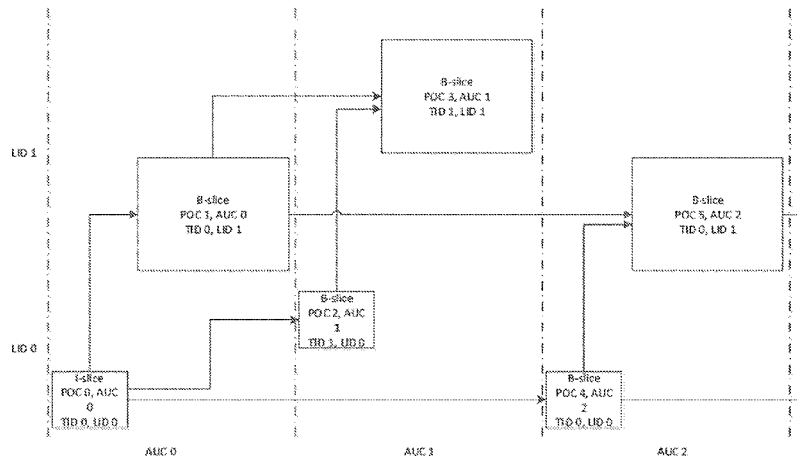 B-slice
POC 3, AUC 1
TID 1, LID 1
LID 1
B-slice
POC 1, AUC 0
TID 0, LID 1
B-slice
POC 5, AUC 2
TID 0, LID 1
B-slice
POC 2, AUC
1
TID 1, LID 0
LID 0
I-slice
POC 0, AUC
0
TID 0, LID 0
B-slice
POC 4, AUC
2
TID 0, LID 0
AUC 0
AUC 1
AUC 2